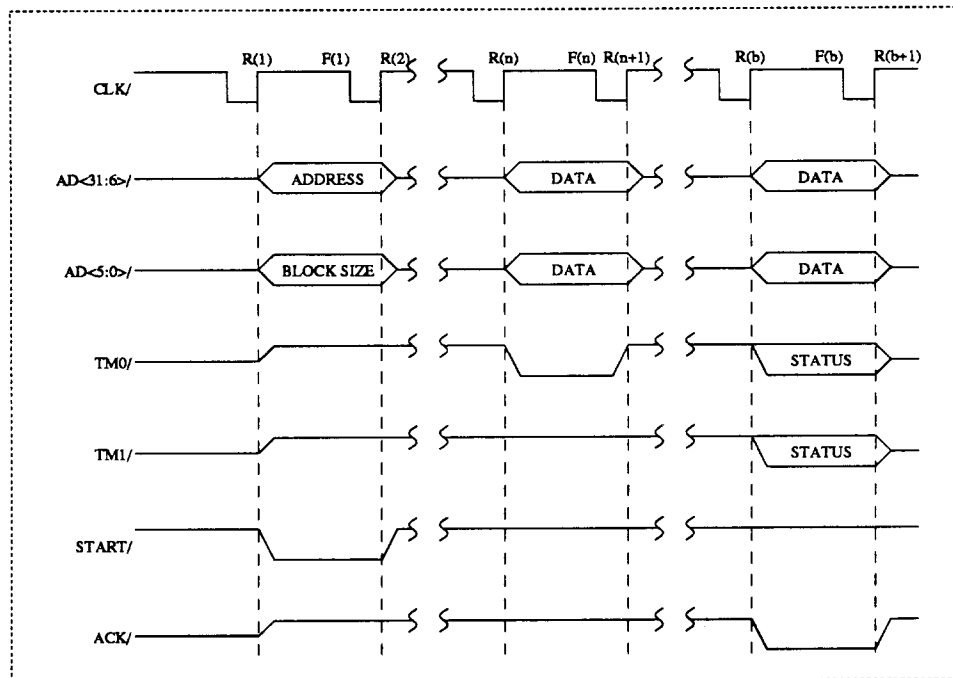 R(1) F(1) R(2) R(n) F(n) R(n+1) R(b) F(b) R(b+1)
CLK/
AD<31:6>/ ADDRESS DATA DATA
AD<5:0>/ BLOCK SIZE DATA DATA
TM0/ STATUS
TM1/ STATUS
START/
ACK/